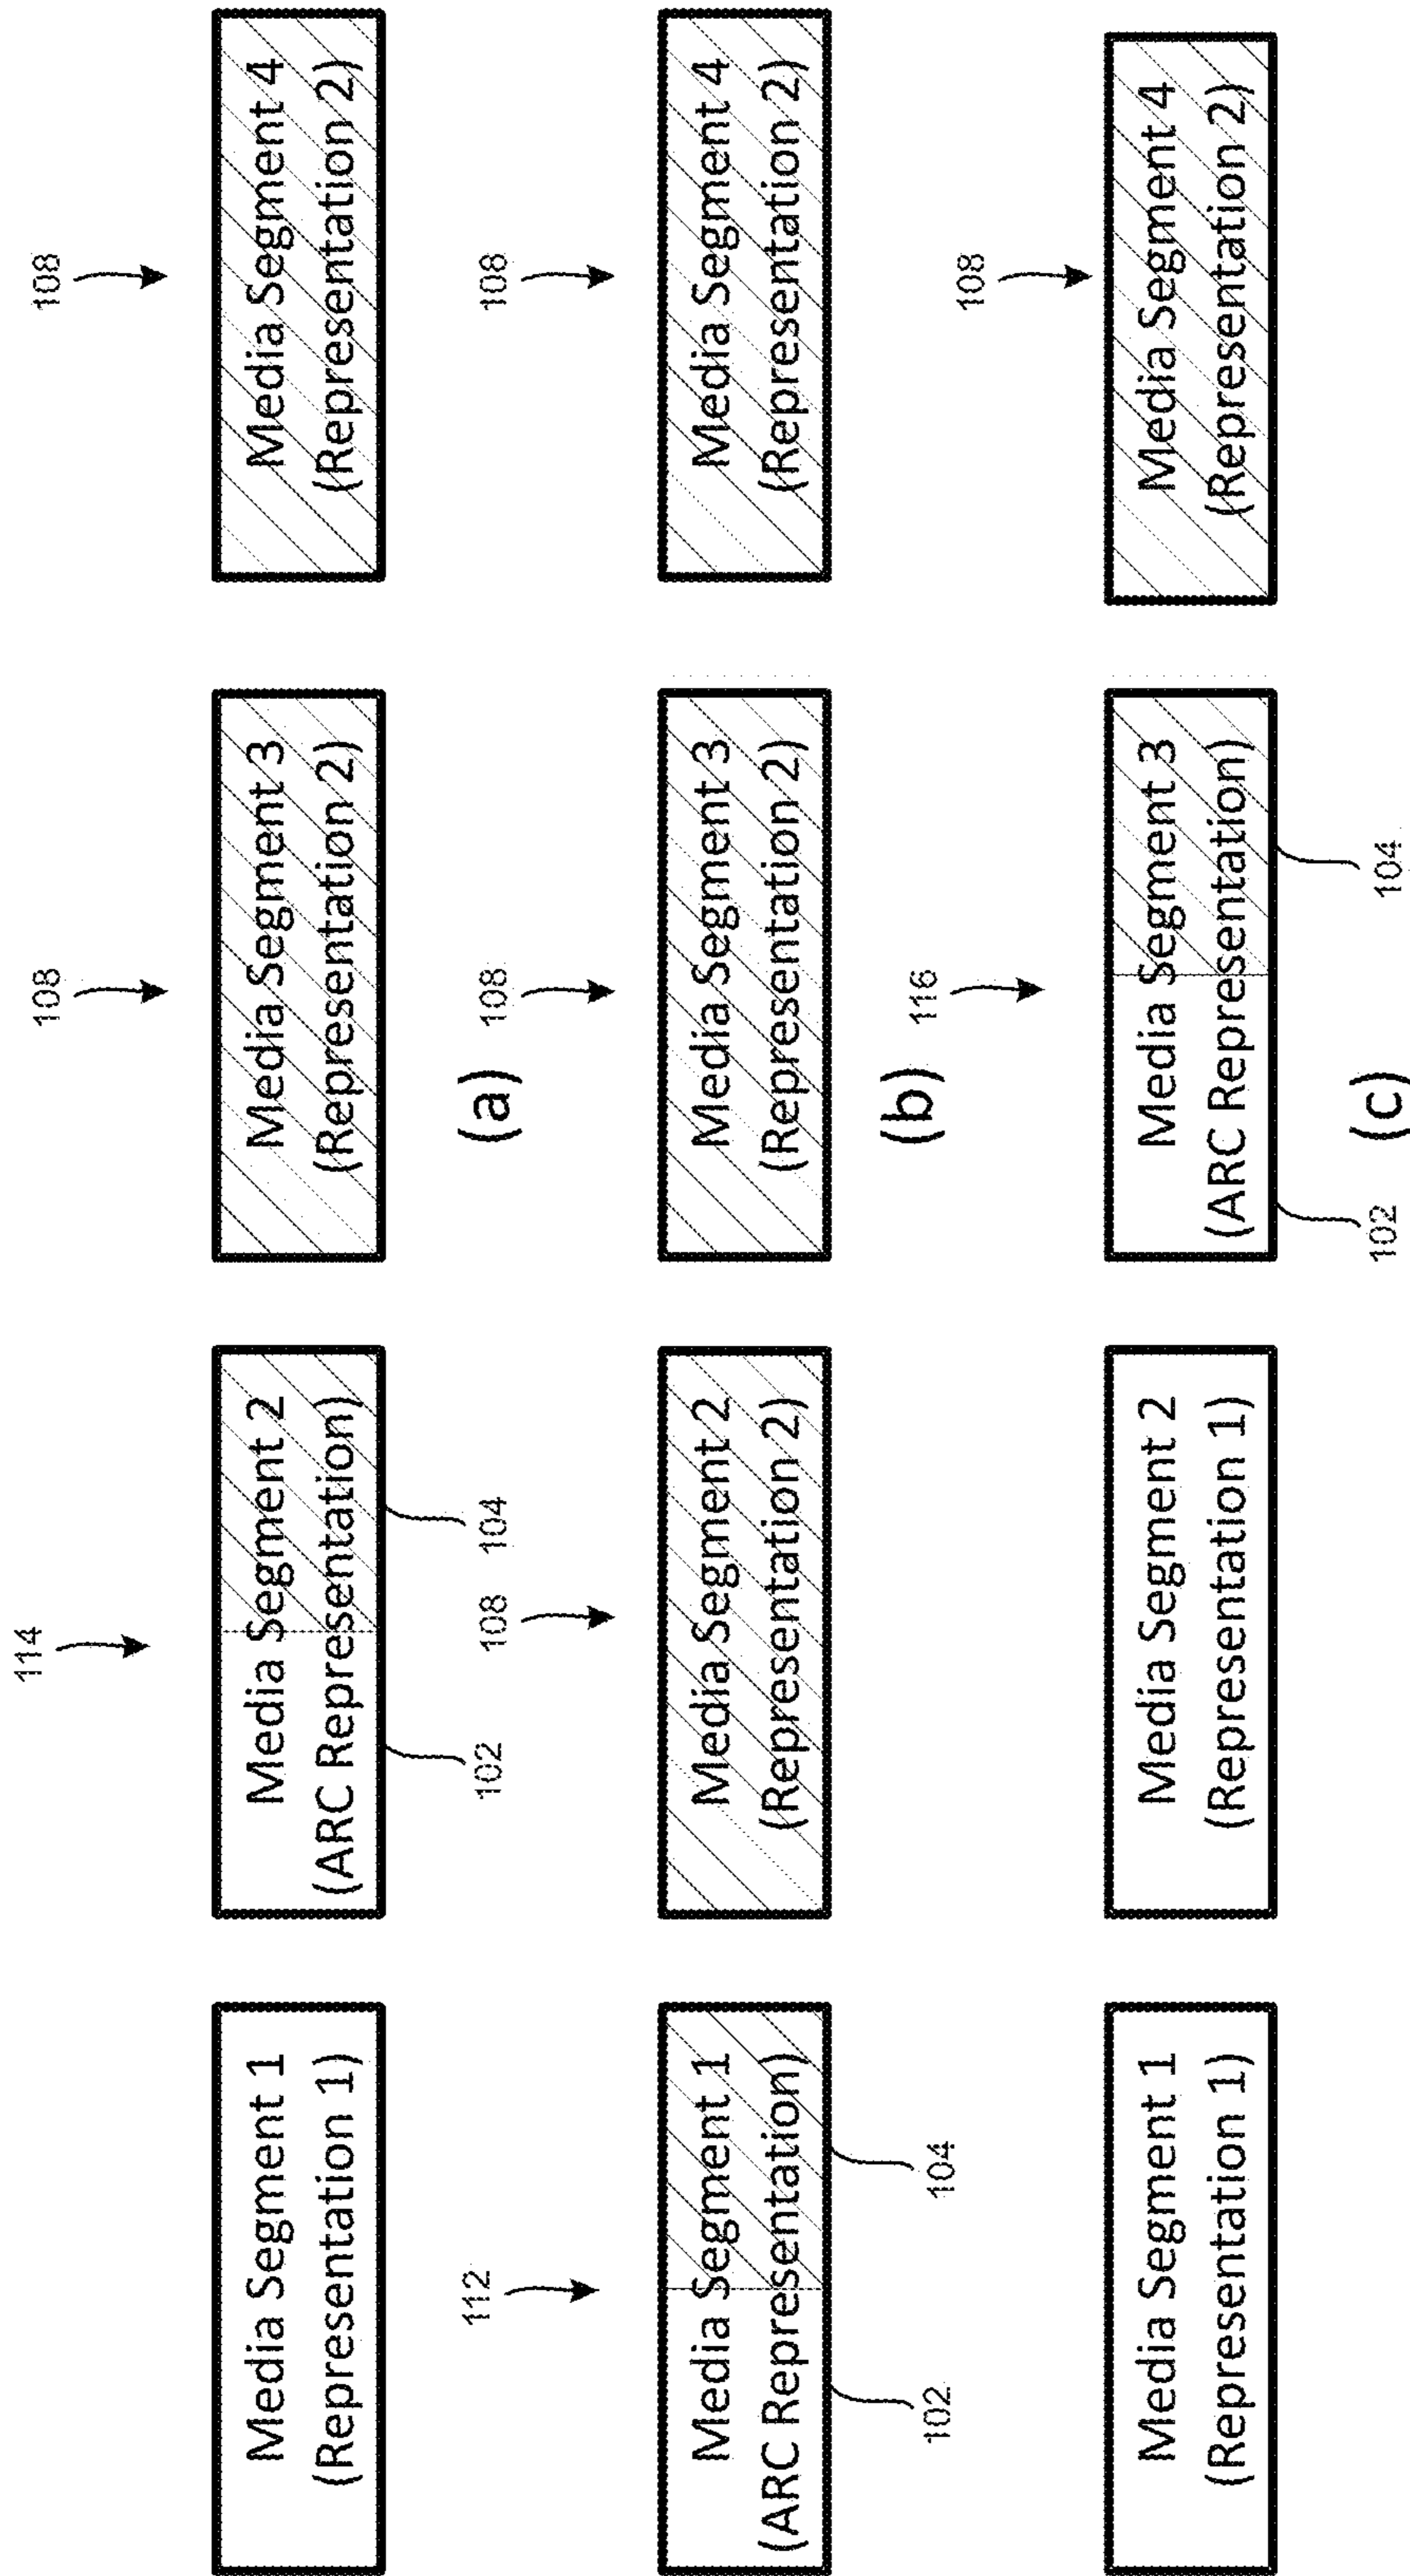 114
108
108
Media Segment 1
(Representation 1)
Media Segment 2
(ARC Representation)
Media Segment 3
(Representation 2)
Media Segment 4
(Representation 2)
102
104
(a)
112
108
108
108
Media Segment 1
(ARC Representation)
Media Segment 2
(Representation 2)
Media Segment 3
(Representation 2)
Media Segment 4
(Representation 2)
102
104
(b)
116
108
Media Segment 1
(Representation 1)
Media Segment 2
(Representation 1)
Media Segment 3
(ARC Representation)
Media Segment 4
(Representation 2)
102
104
(c)